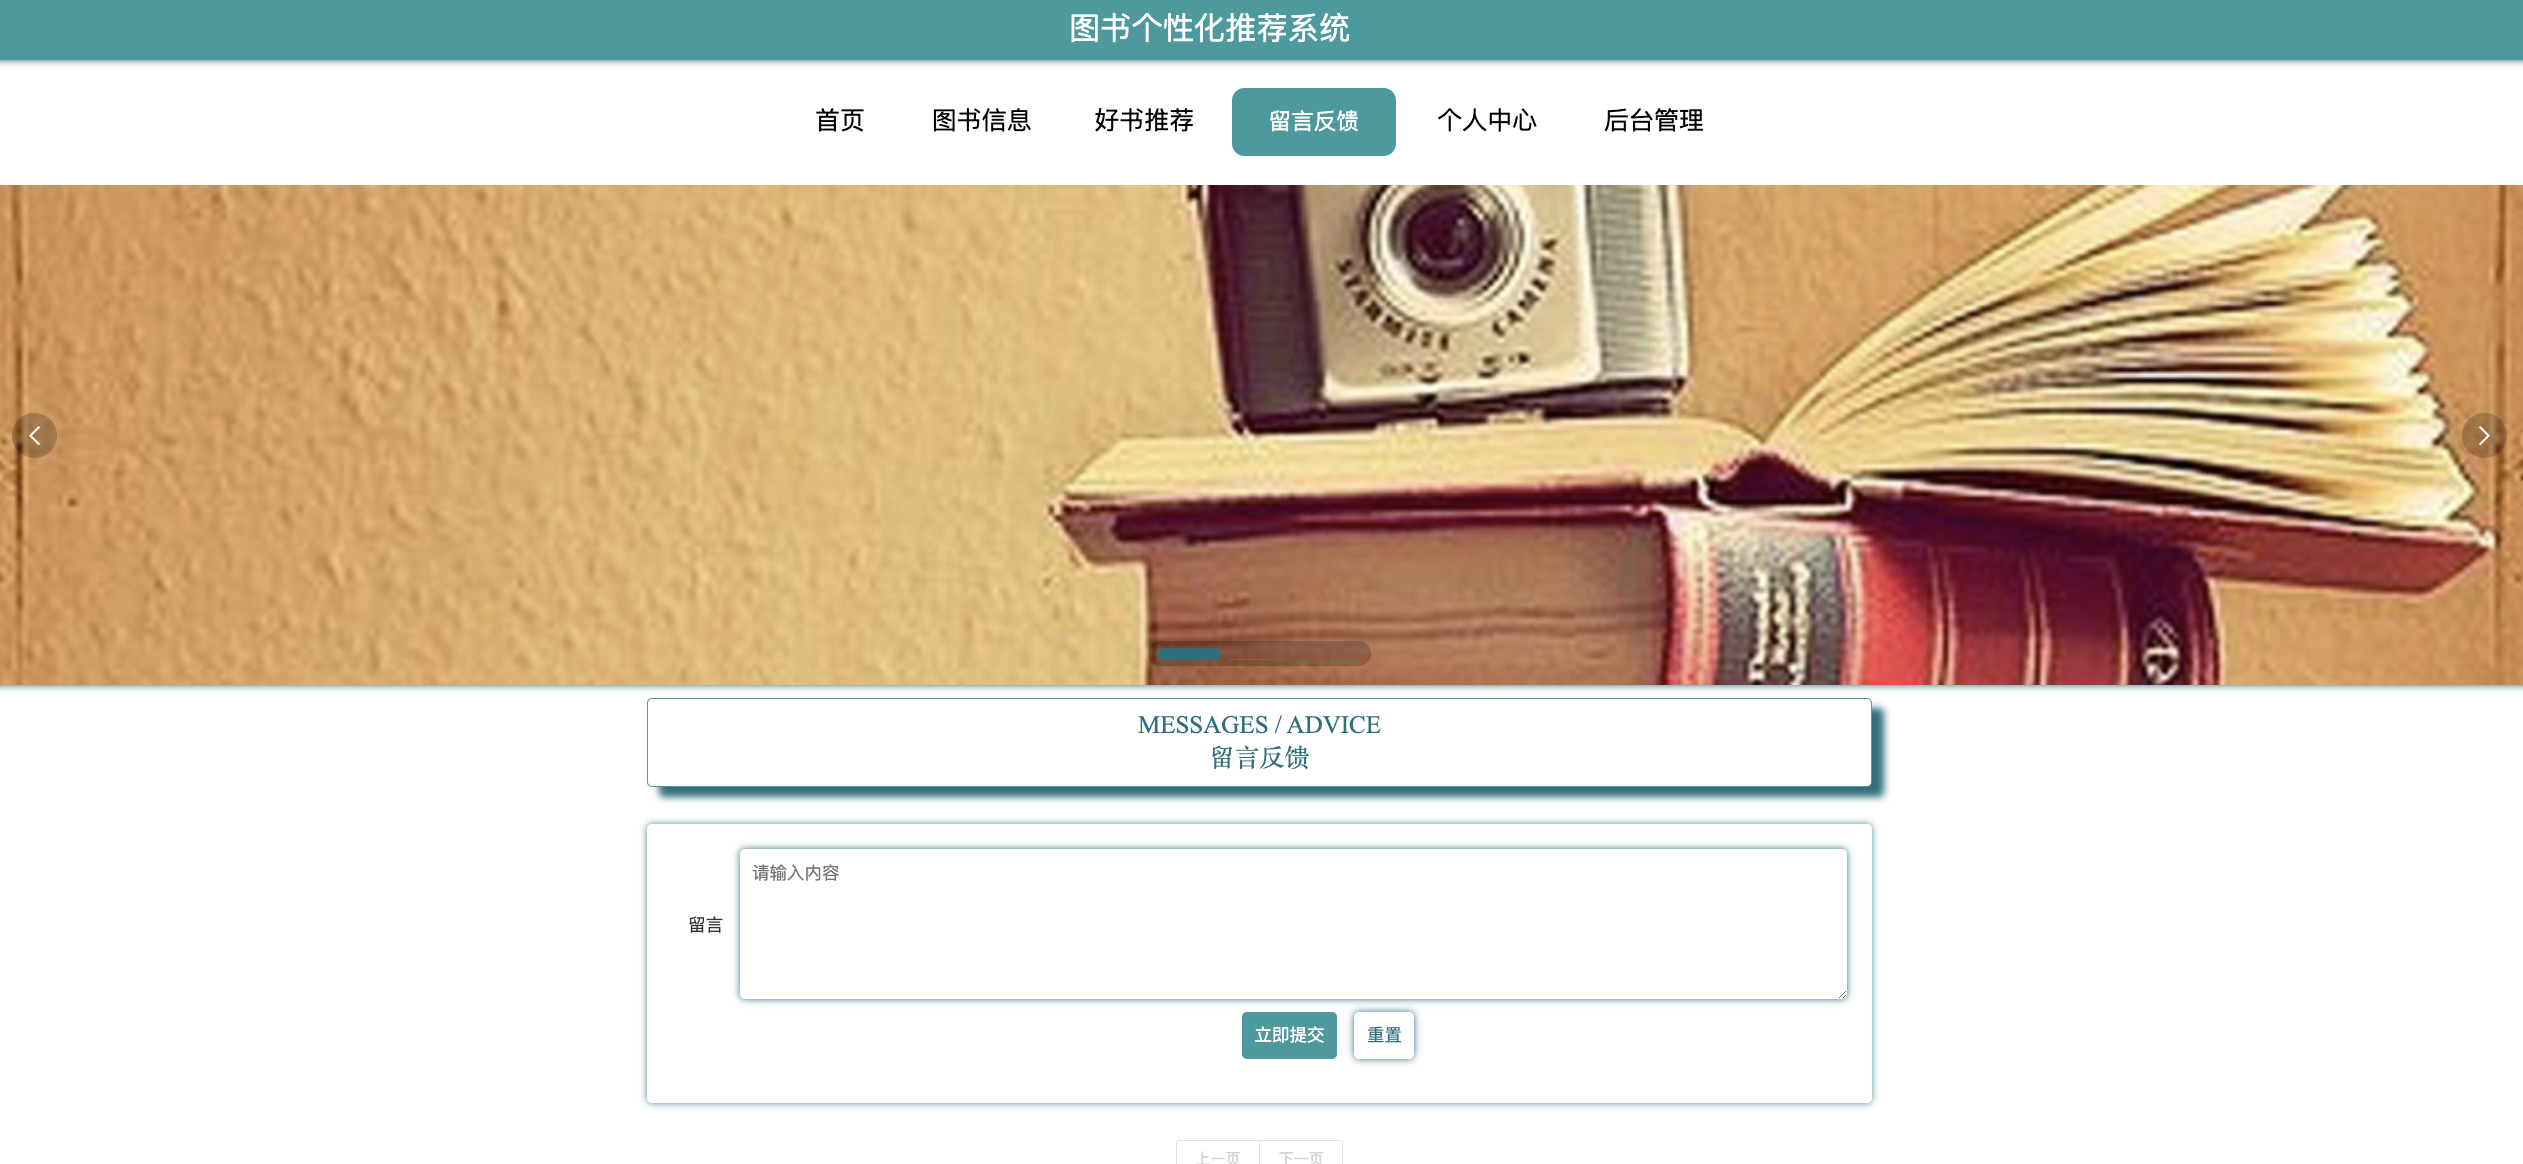 图书个性化推荐系统
首页 图书信息 好书推荐 留言反馈 个人中心 后台管理
MESSAGES / ADVICE
留言反馈
请输入内容
留言
立即提交 重置
上一页 下一页